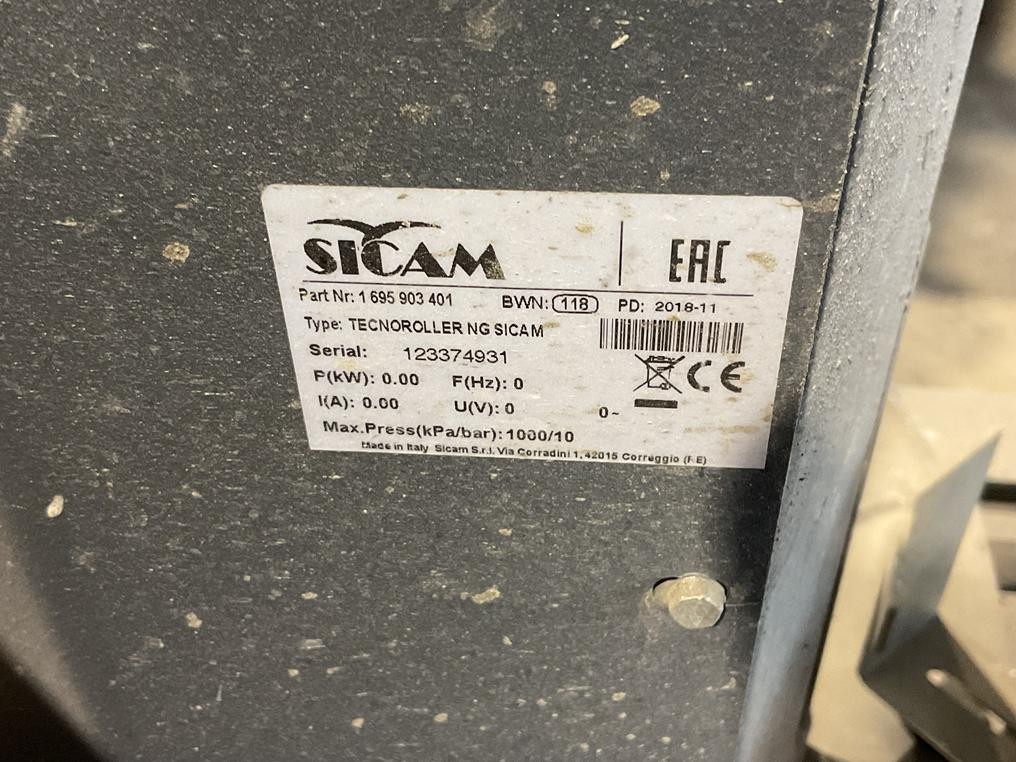 SICAM EAC
Part Nr: 1 695 903 401 BWN: 118 PD: 2018-11
Type: TECNOROLLER NG SICAM
Serial: 123374931
P(kW): 0.00 F(Hz): 0
CE
I(A): 0.00 U(V): 0 0~
Max.Press(kPa/bar): 1000/10
Made in Italy Sicam S.r.l. Via Corradini 1, 42015 Correggio (RE)